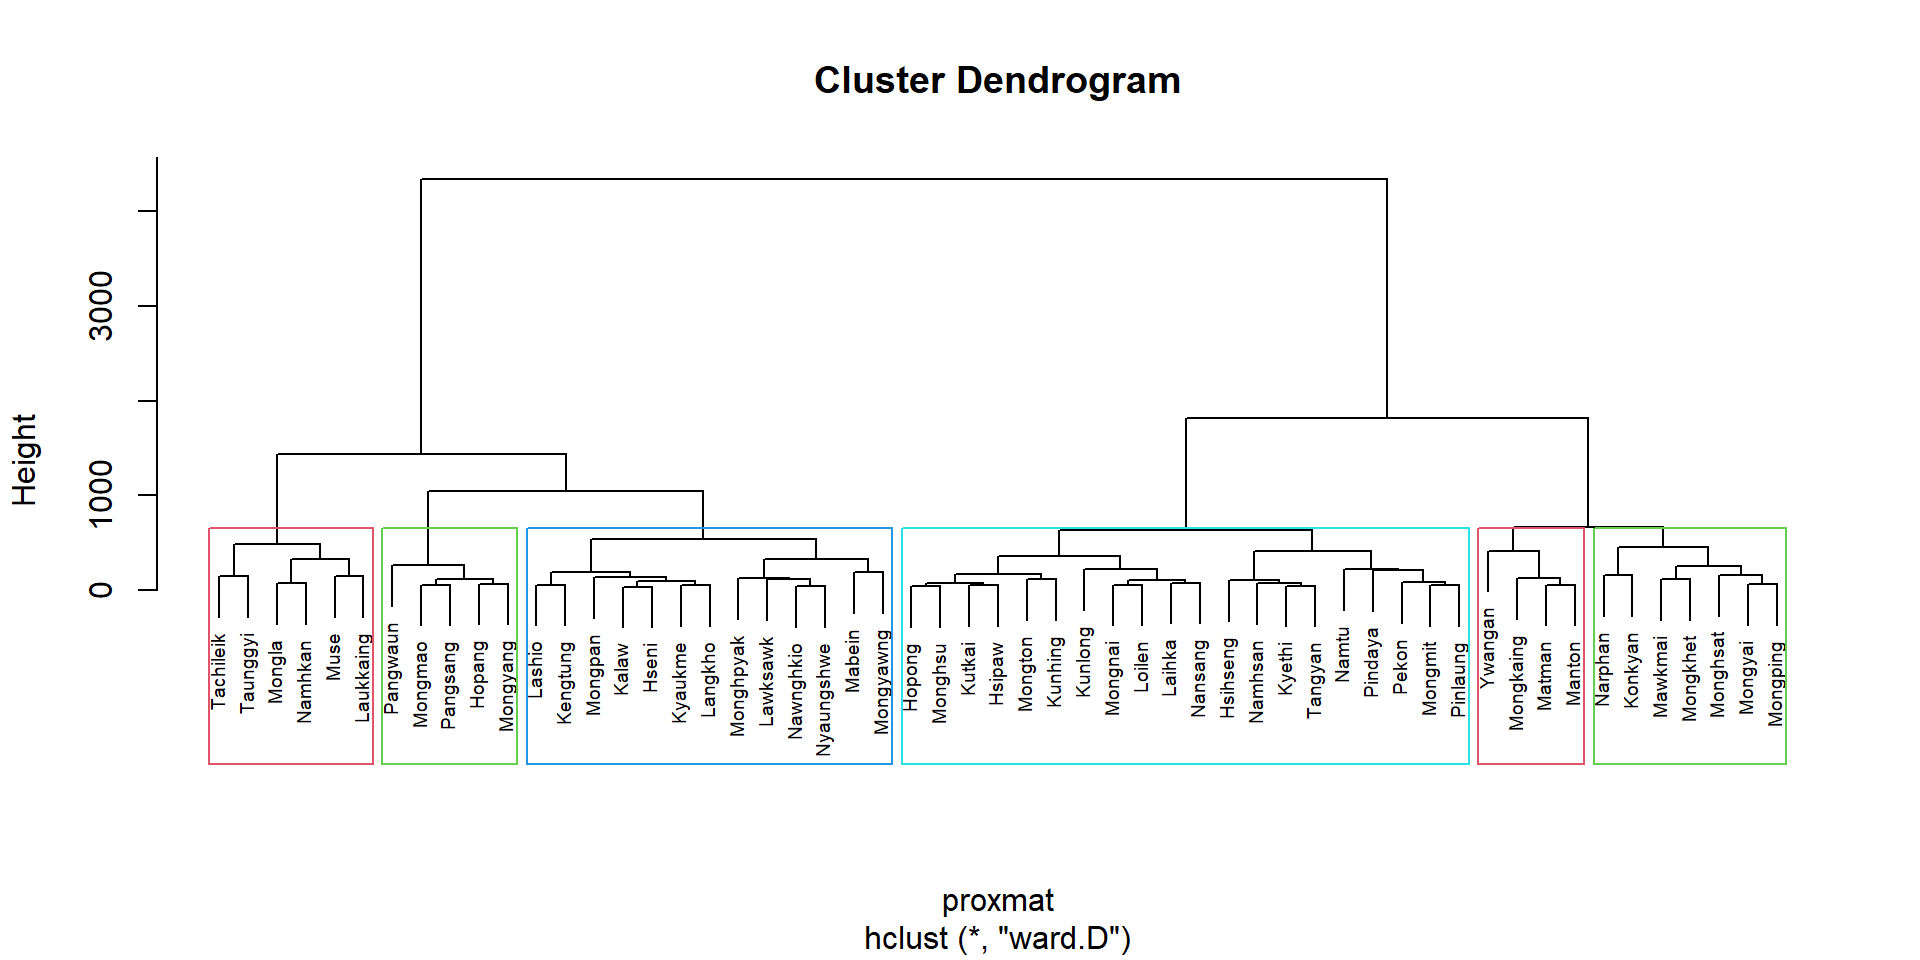 Cluster Dendrogram
Height
0
1000
3000
Tachileik
Taunggyi
Mongla
Namhkan
Muse
Laukkaing
Pangwaun
Mongmao
Pangsang
Hopang
Mongyang
Lashio
Kengtung
Mongpan
Kalaw
Hseni
Kyaukme
Langkho
Monghpyak
Lawksawk
Nawnghkio
Nyaungshwe
Mabein
Mongyawng
Hopong
Monghsu
Kutkai
Hsipaw
Mongton
Kunhing
Kunlong
Mongnai
Loilen
Laihka
Nansang
Hsihseng
Namhsan
Kyethi
Tangyan
Namtu
Pindaya
Pekon
Mongmit
Pinlaung
Ywangan
Mongkaing
Matman
Manton
Narphan
Konkyan
Mawkmai
Mongkhet
Monghsat
Mongyai
Mongping
proxmat
hclust (*, "ward.D")